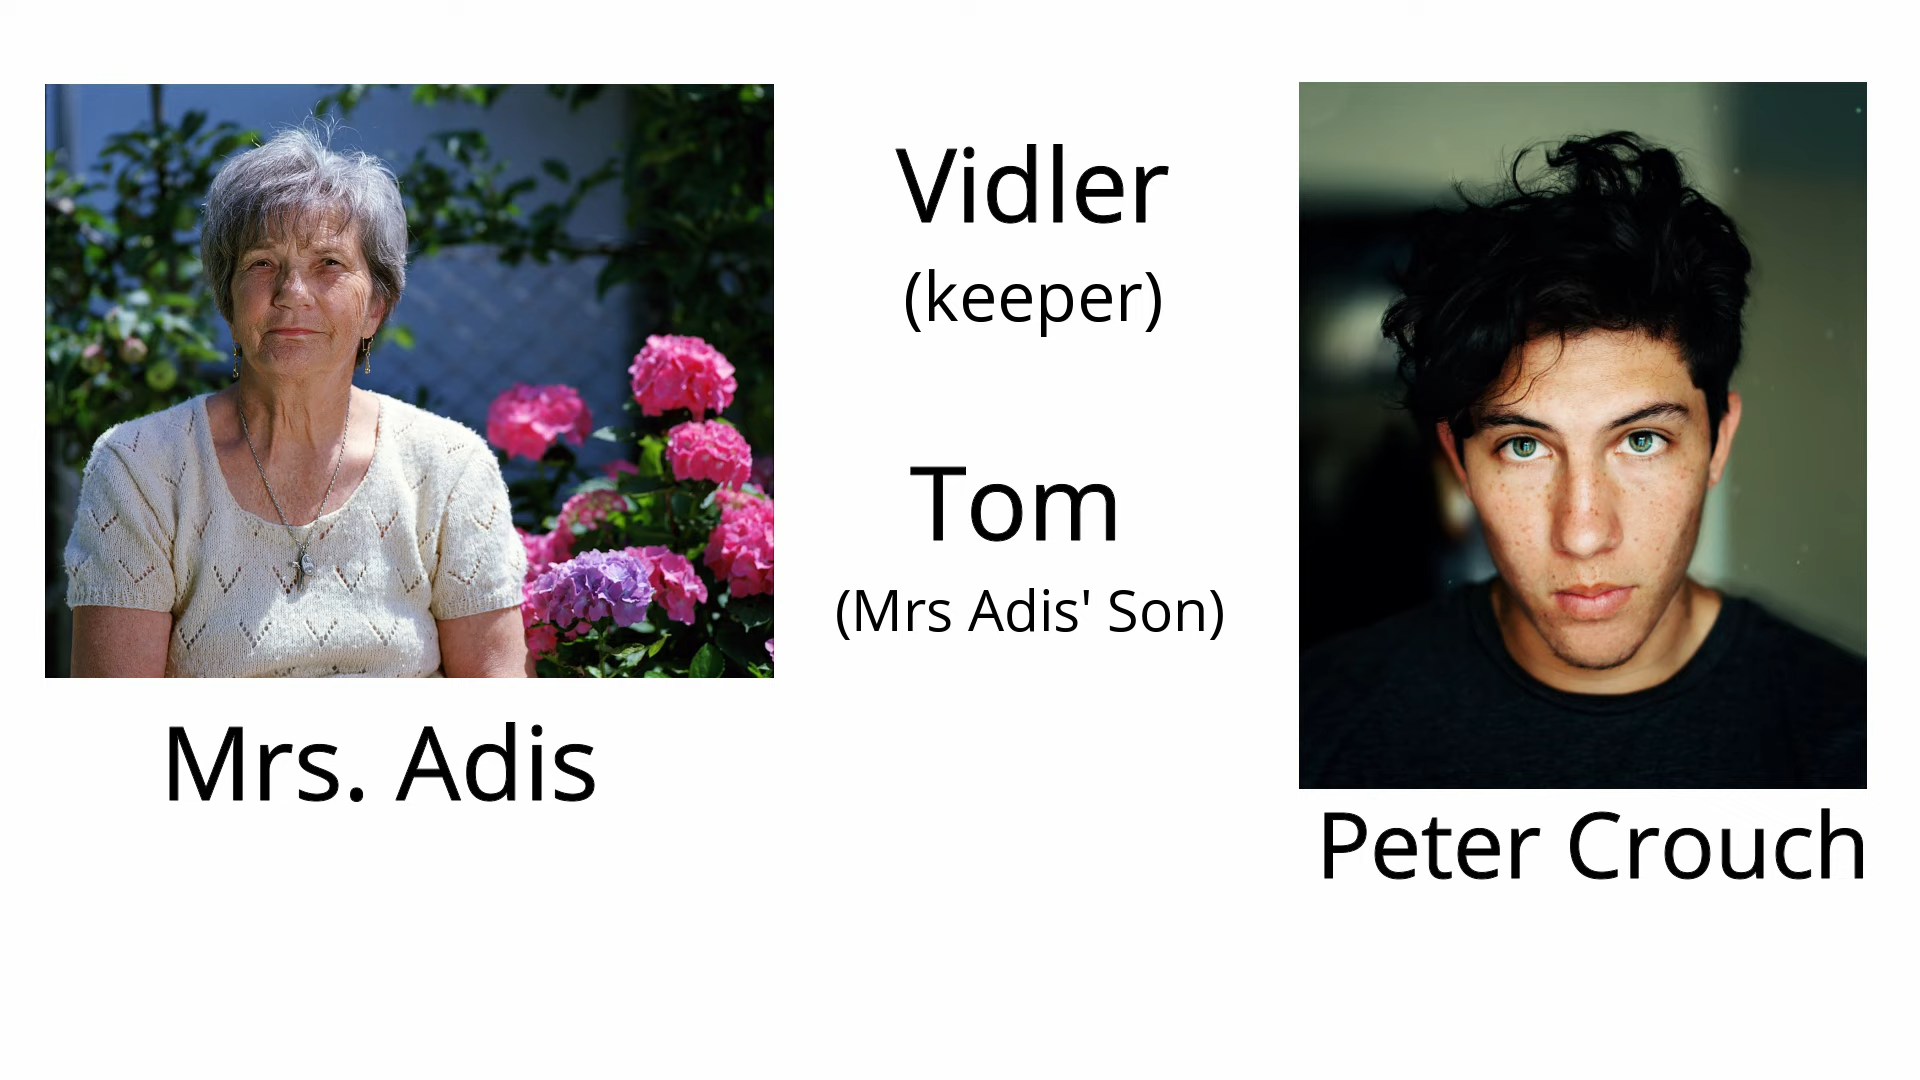 Mrs. Adis
Vidler
(keeper)
Tom
(Mrs Adis' Son)
Peter Crouch